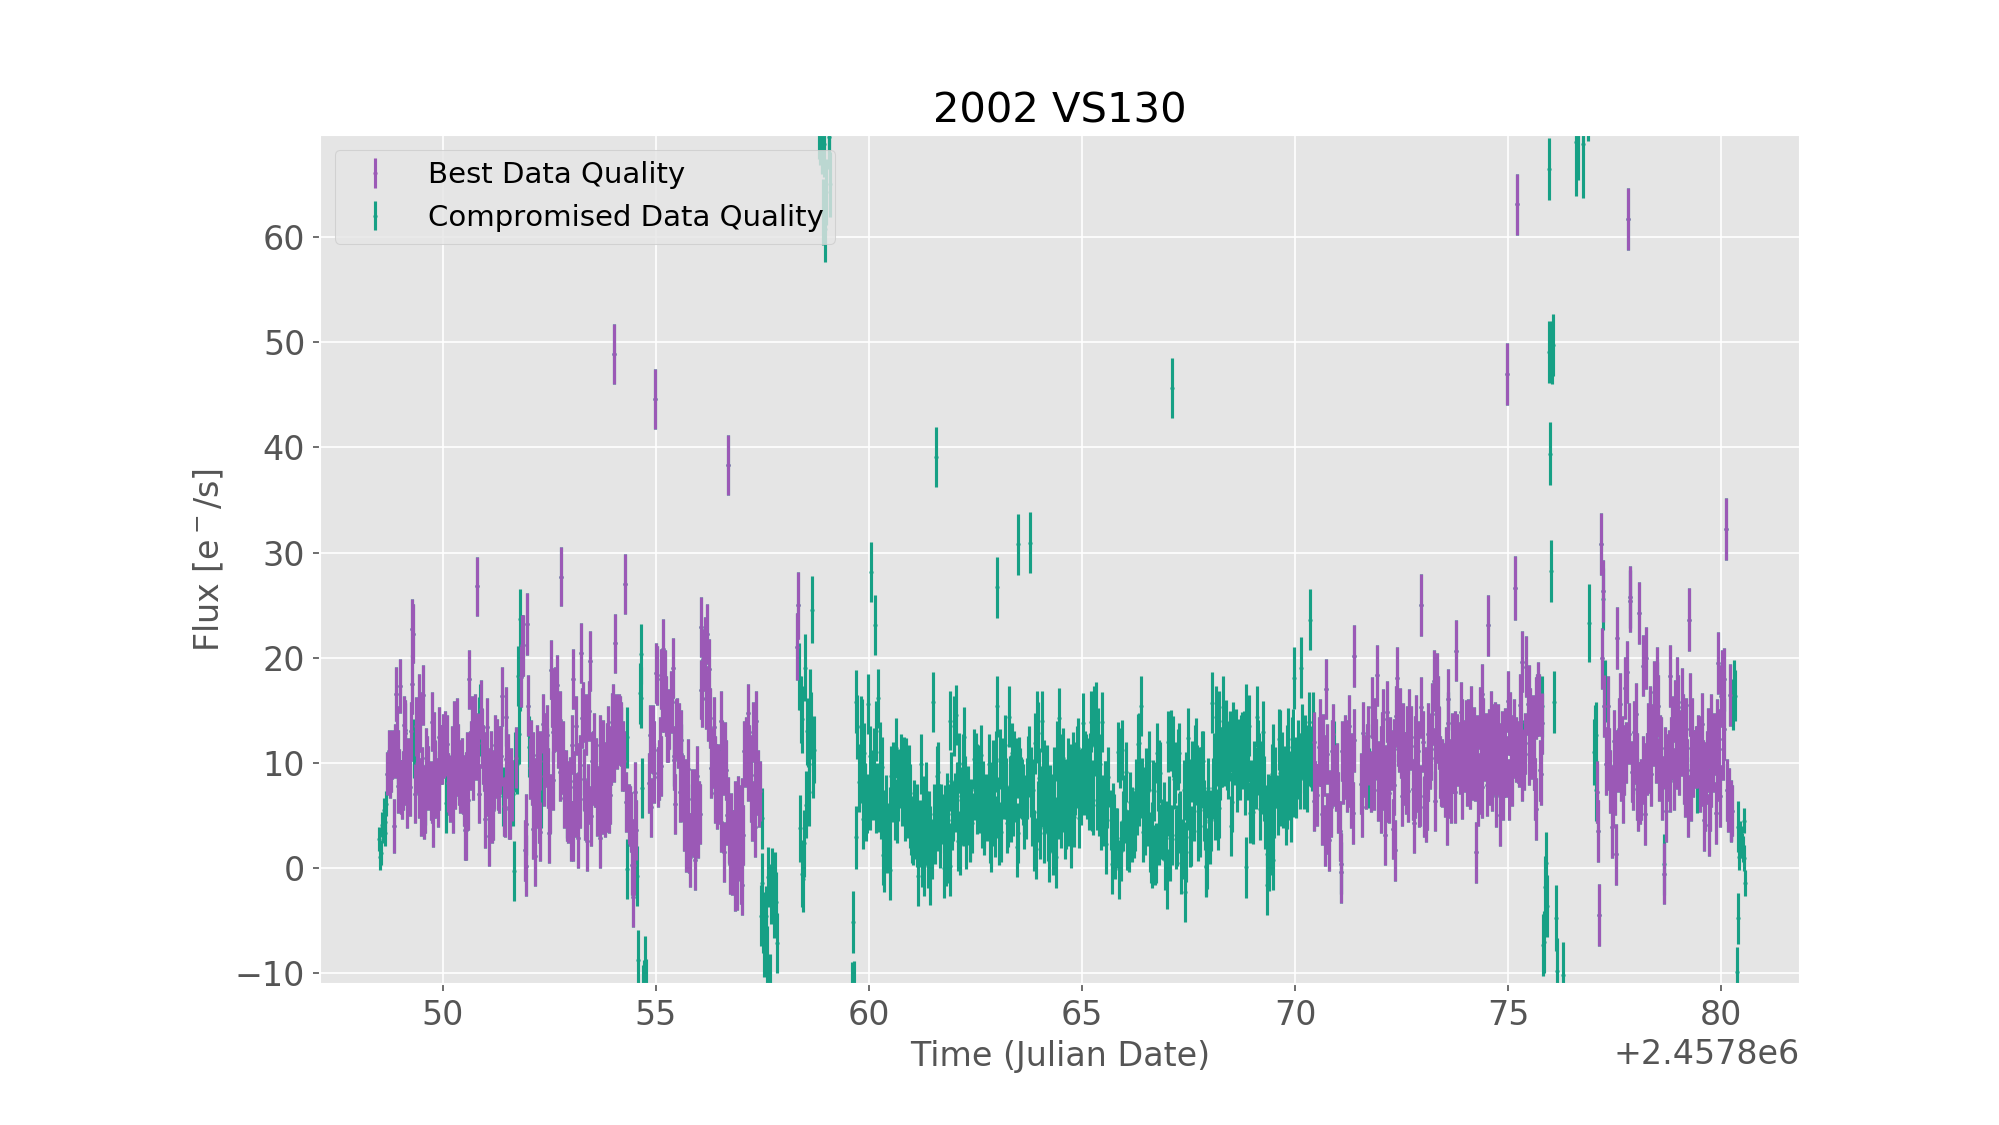 2002 VS130
Best Data Quality
Compromised Data Quality
60
50
40
30
20
10
0
−10
Flux [e⁻/s]
50 55 60 65 70 75 80
Time (Julian Date)
+2.4578e6